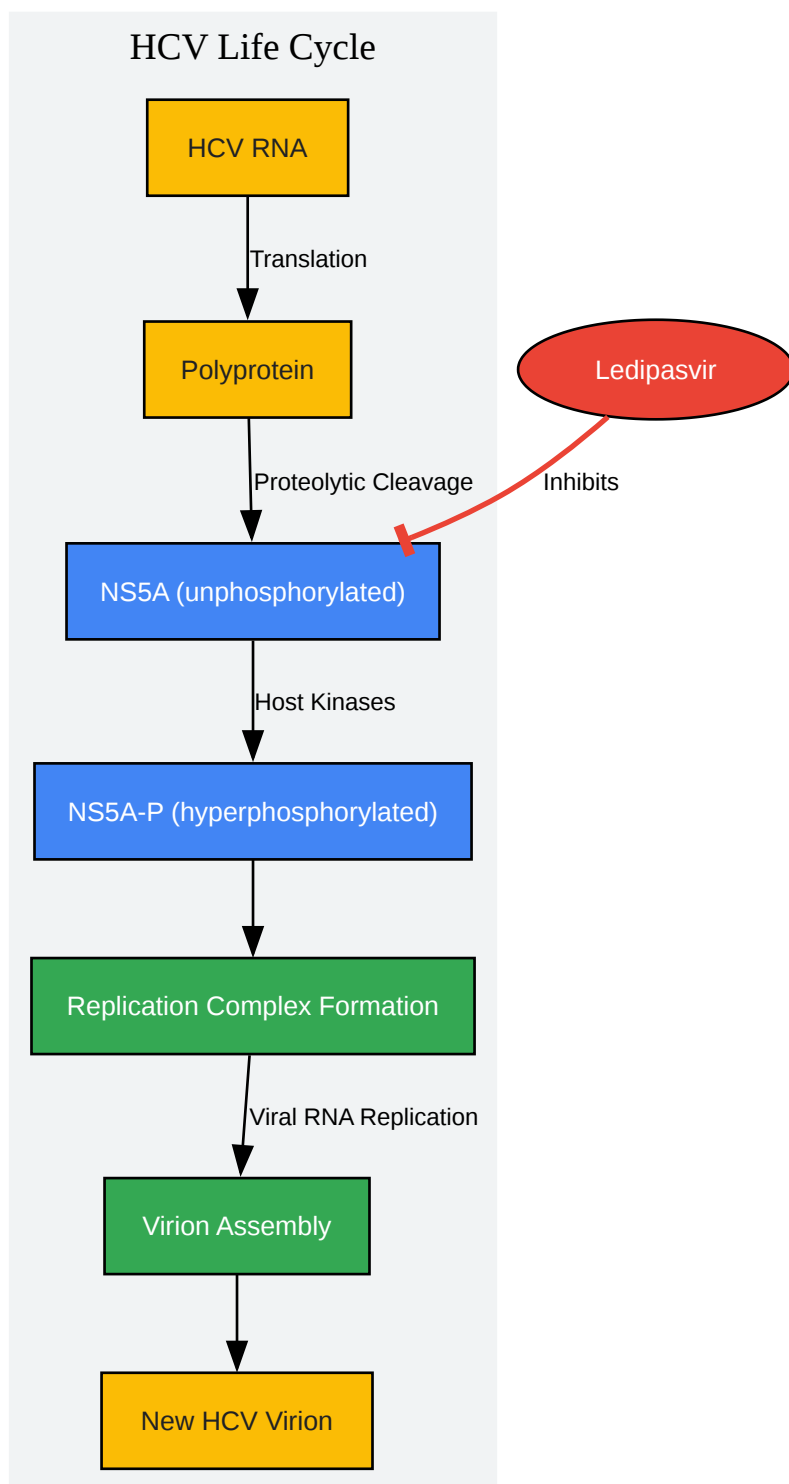 HCV Life Cycle
HCV RNA
Translation
Polyprotein
Ledipasvir
Proteolytic Cleavage
Inhibits
NS5A (unphosphorylated)
Host Kinases
NS5A-P (hyperphosphorylated)
Replication Complex Formation
Viral RNA Replication
Virion Assembly
New HCV Virion